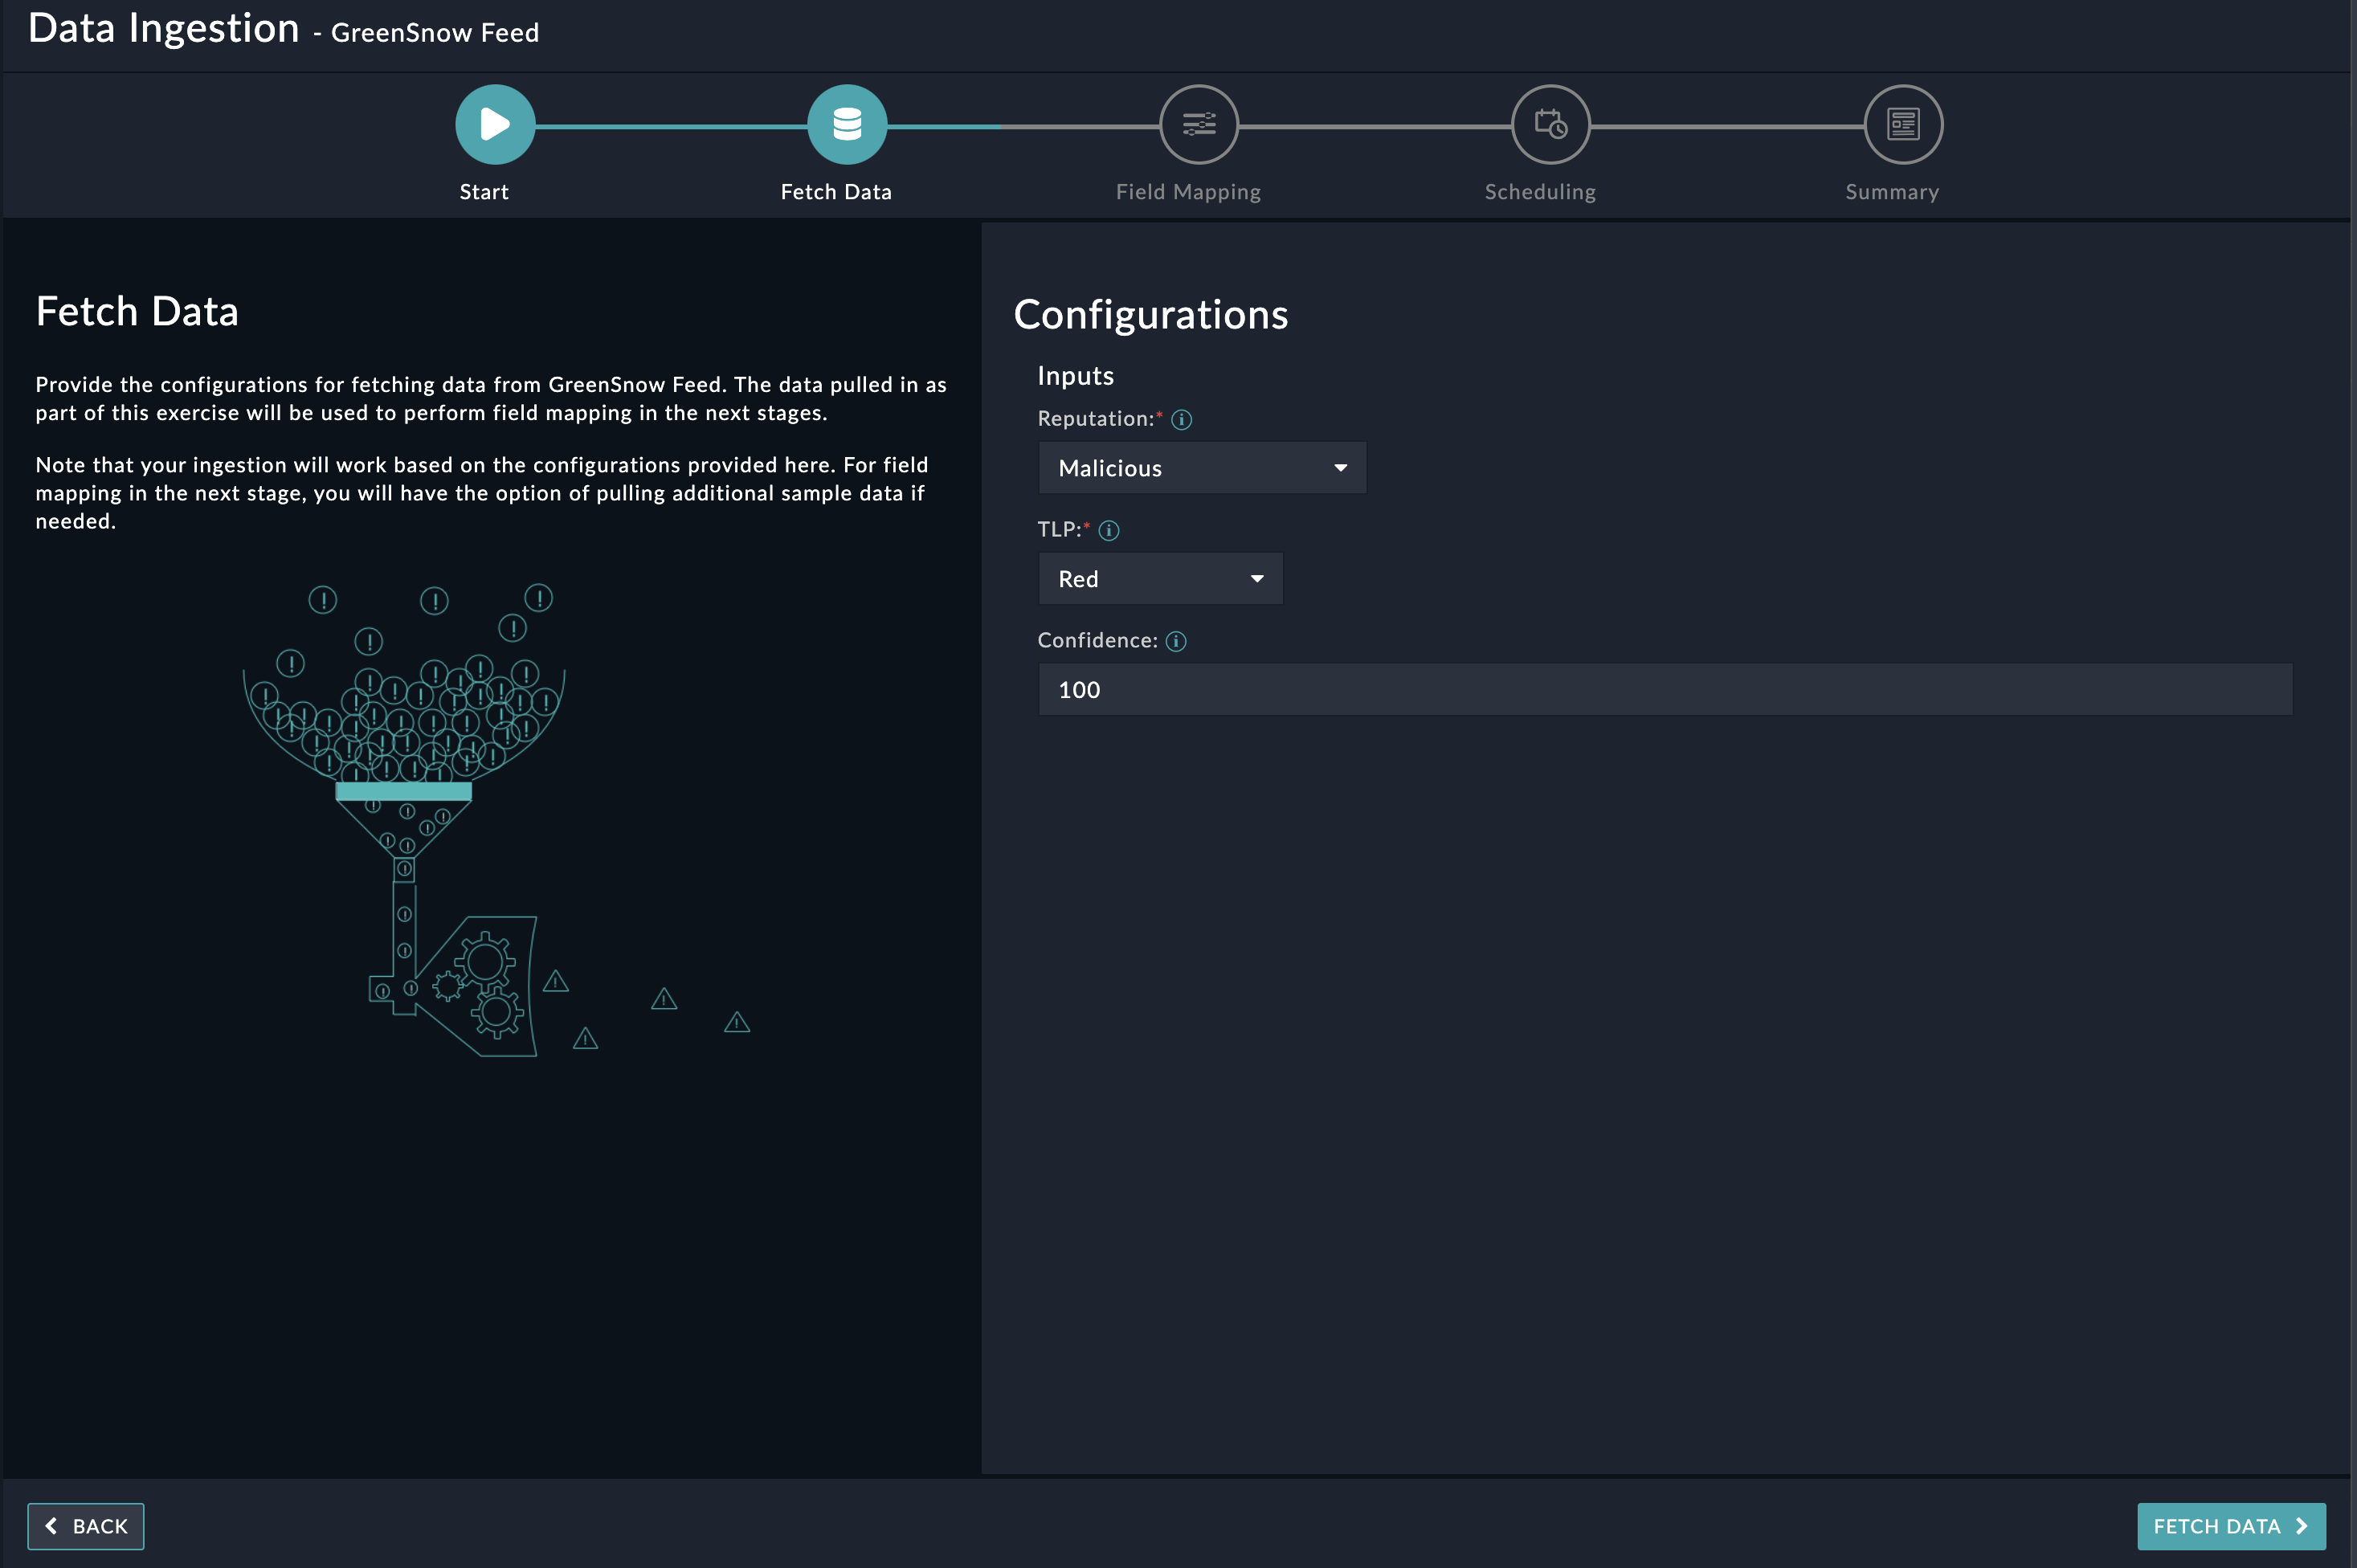 Data Ingestion - GreenSnow Feed
Start
Fetch Data
Field Mapping
Scheduling
Summary
Fetch Data
Provide the configurations for fetching data from GreenSnow Feed. The data pulled in as
part of this exercise will be used to perform field mapping in the next stages.
Note that your ingestion will work based on the configurations provided here. For field
mapping in the next stage, you will have the option of pulling additional sample data if
needed.
Configurations
Inputs
Reputation:*
Malicious
TLP:*
Red
Confidence:
100
BACK
FETCH DATA